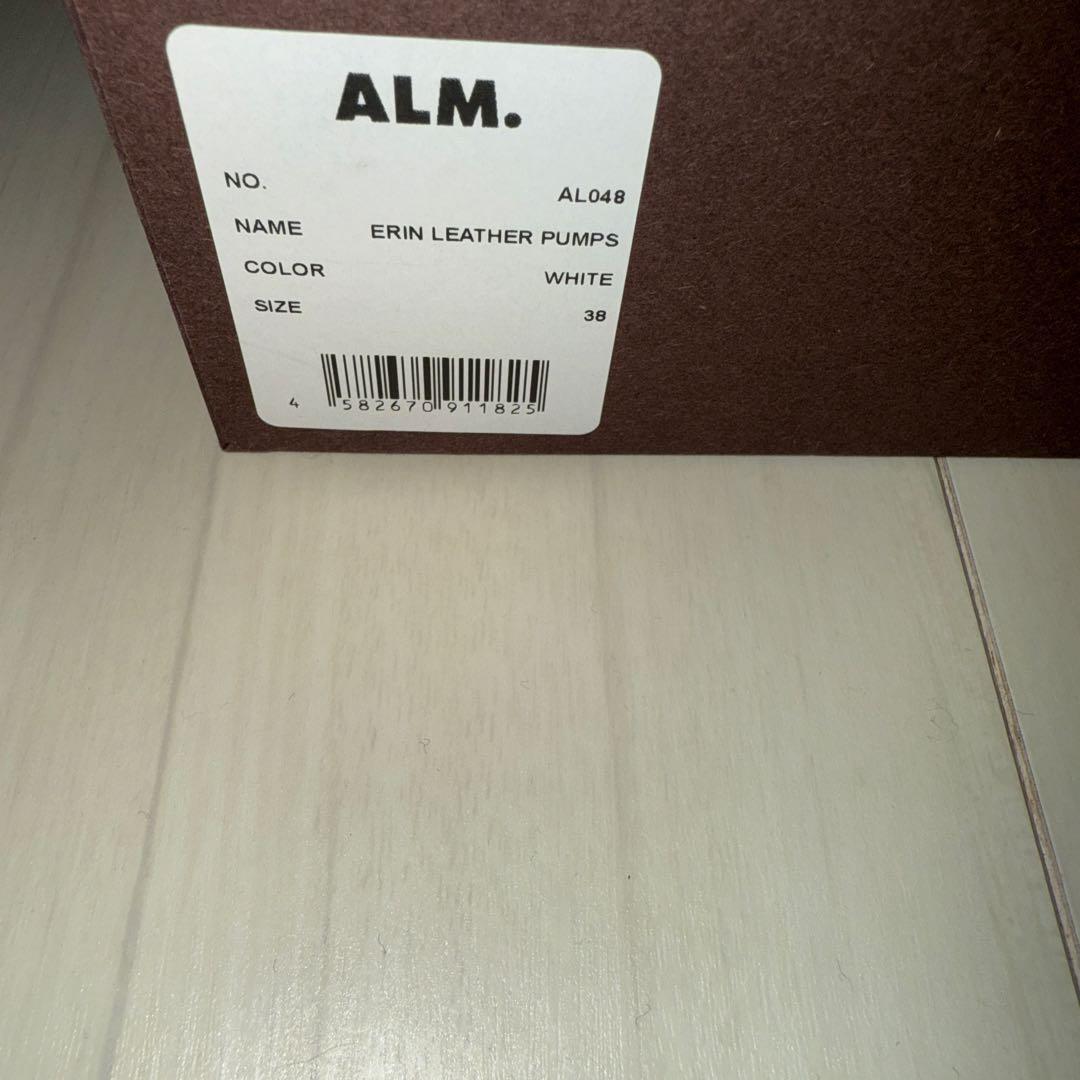 ALM.
NO. AL048
NAME ERIN LEATHER PUMPS
COLOR WHITE
SIZE 38
4 582670 911825